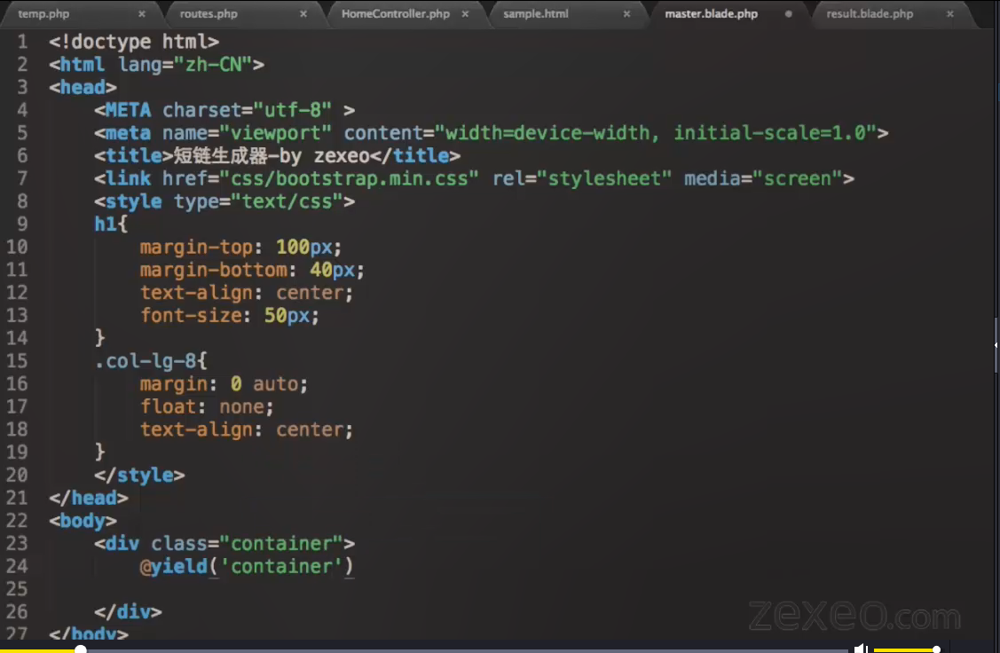 temp.php × routes.php × HomeController.php × sample.html × master.blade.php result.blade.php ×
1 <!doctype html>
2 <html lang="zh-CN">
3 <head>
4 <META charset="utf-8" >
5 <meta name="viewport" content="width=device-width, initial-scale=1.0">
6 <title>短链生成器-by zexeo</title>
7 <link href="css/bootstrap.min.css" rel="stylesheet" media="screen">
8 <style type="text/css">
9 h1{
10 margin-top: 100px;
11 margin-bottom: 40px;
12 text-align: center;
13 font-size: 50px;
14 }
15 .col-lg-8{
16 margin: 0 auto;
17 float: none;
18 text-align: center;
19 }
20 </style>
21 </head>
22 <body>
23 <div class="container">
24 @yield('container')
25
26 </div>
27 </body>
zexeo.com